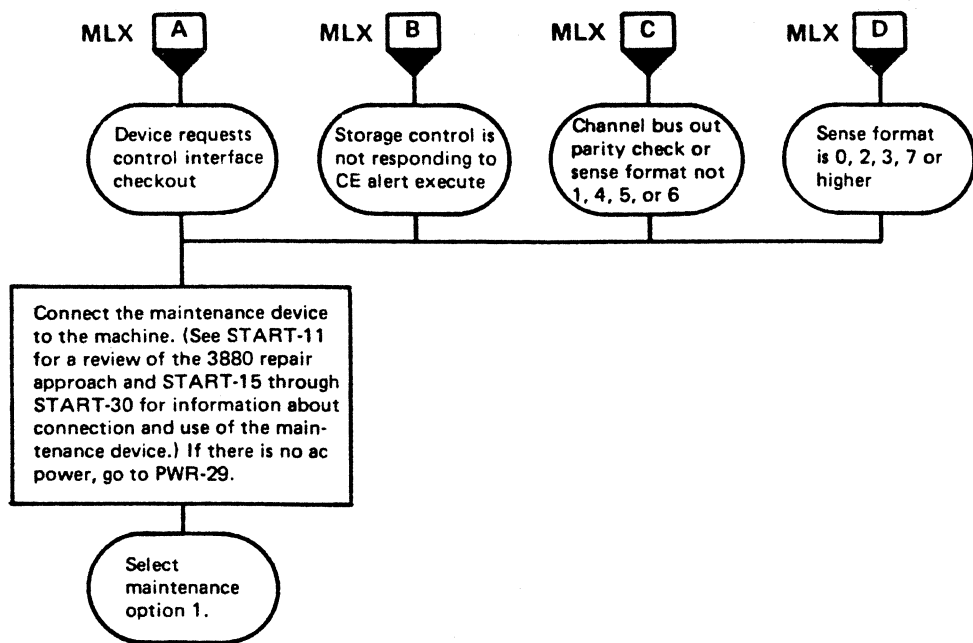 MLX A
MLX B
MLX C
MLX D
Device requests
control interface
checkout
Storage control is
not responding to
CE alert execute
Channel bus out
parity check or
sense format not
1, 4, 5, or 6
Sense format
is 0, 2, 3, 7 or
higher
Connect the maintenance device
to the machine. (See START-11
for a review of the 3880 repair
approach and START-15 through
START-30 for information about
connection and use of the main-
tenance device.) If there is no ac
power, go to PWR-29.
Select
maintenance
option 1.